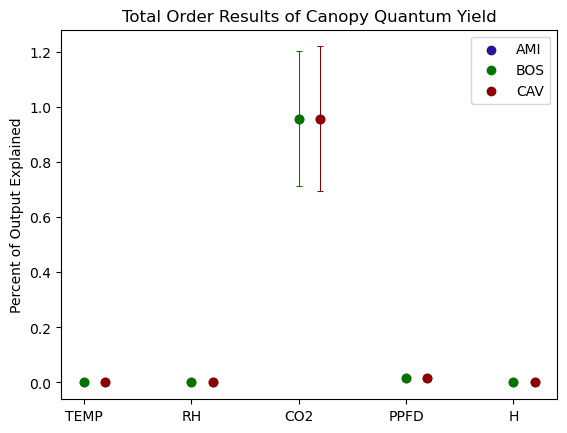 Total Order Results of Canopy Quantum Yield
AMI
BOS
CAV
Percent of Output Explained
1.2
1.0
0.8
0.6
0.4
0.2
0.0
TEMP RH CO2 PPFD H